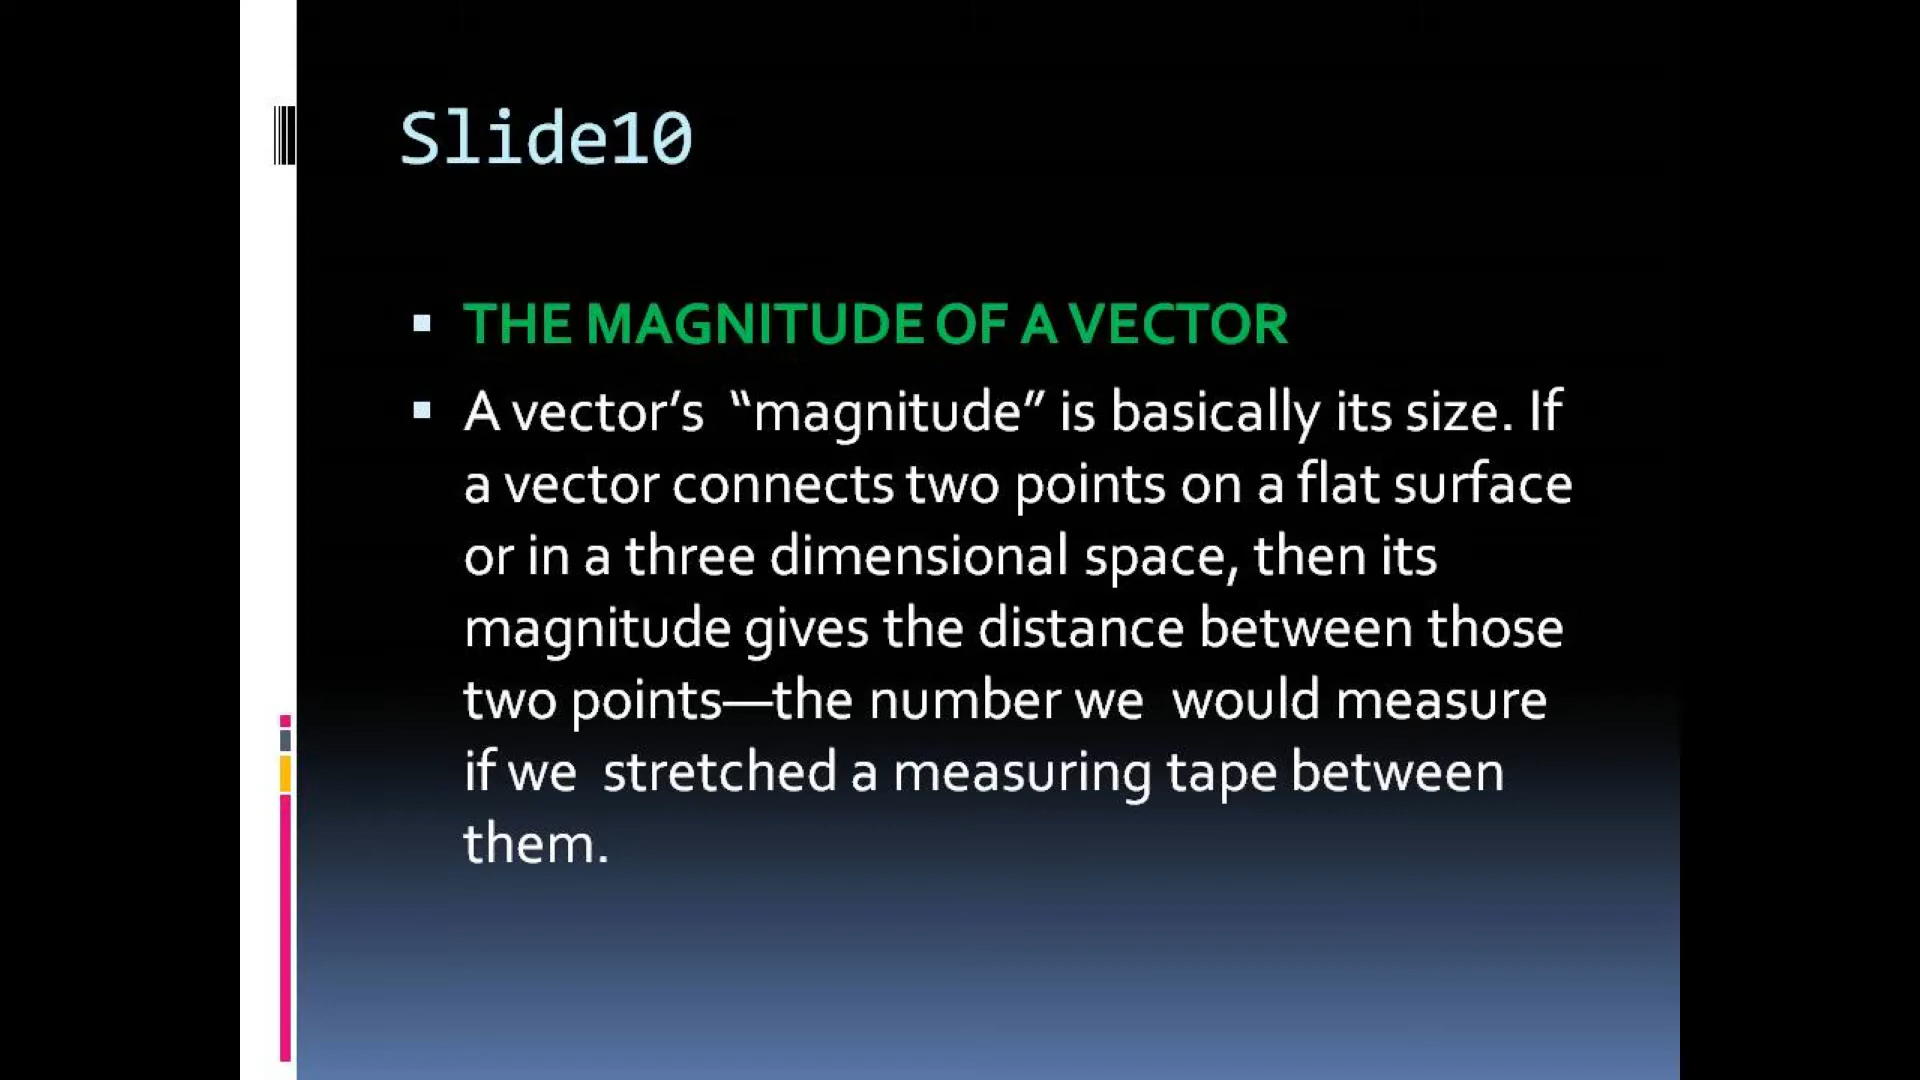 Slide10
THE MAGNITUDE OF A VECTOR
A vector’s “magnitude” is basically its size. If
a vector connects two points on a flat surface
or in a three dimensional space, then its
magnitude gives the distance between those
two points—the number we would measure
if we stretched a measuring tape between
them.